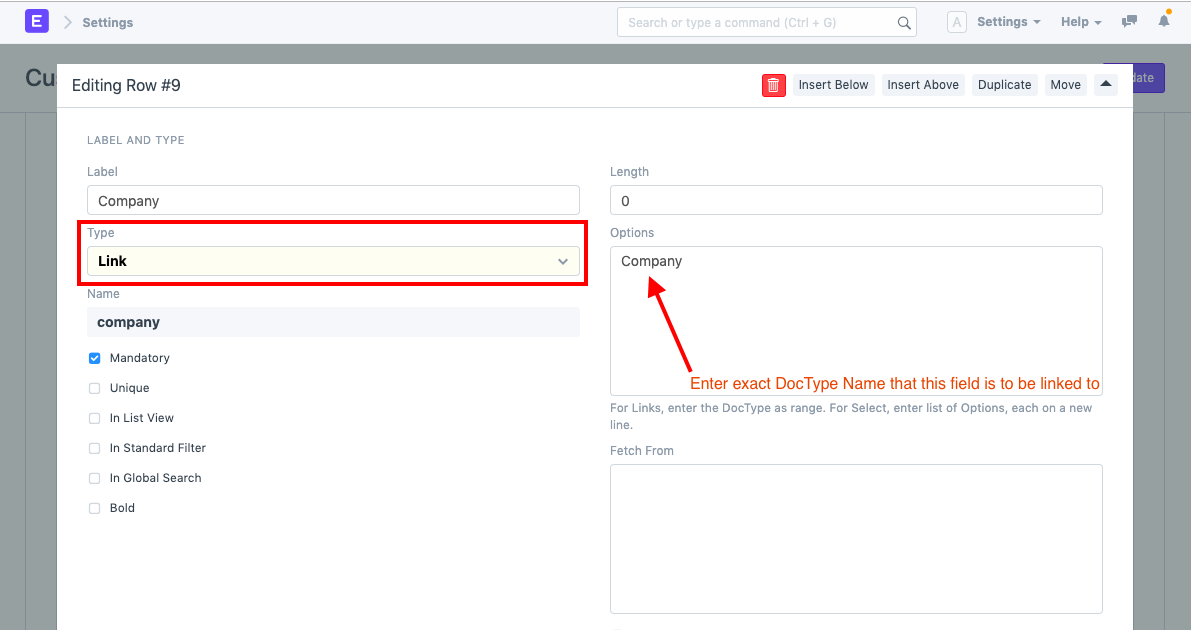 E
Settings
Search or type a command (Ctrl + G)
A
Settings
Help
Cu
date
Editing Row #9
Insert Below
Insert Above
Duplicate
Move
LABEL AND TYPE
Label
Company
Type
Link
Name
company
Mandatory
Unique
In List View
In Standard Filter
In Global Search
Bold
Length
0
Options
Company
Enter exact DocType Name that this field is to be linked to
For Links, enter the DocType as range. For Select, enter list of Options, each on a new
line.
Fetch From